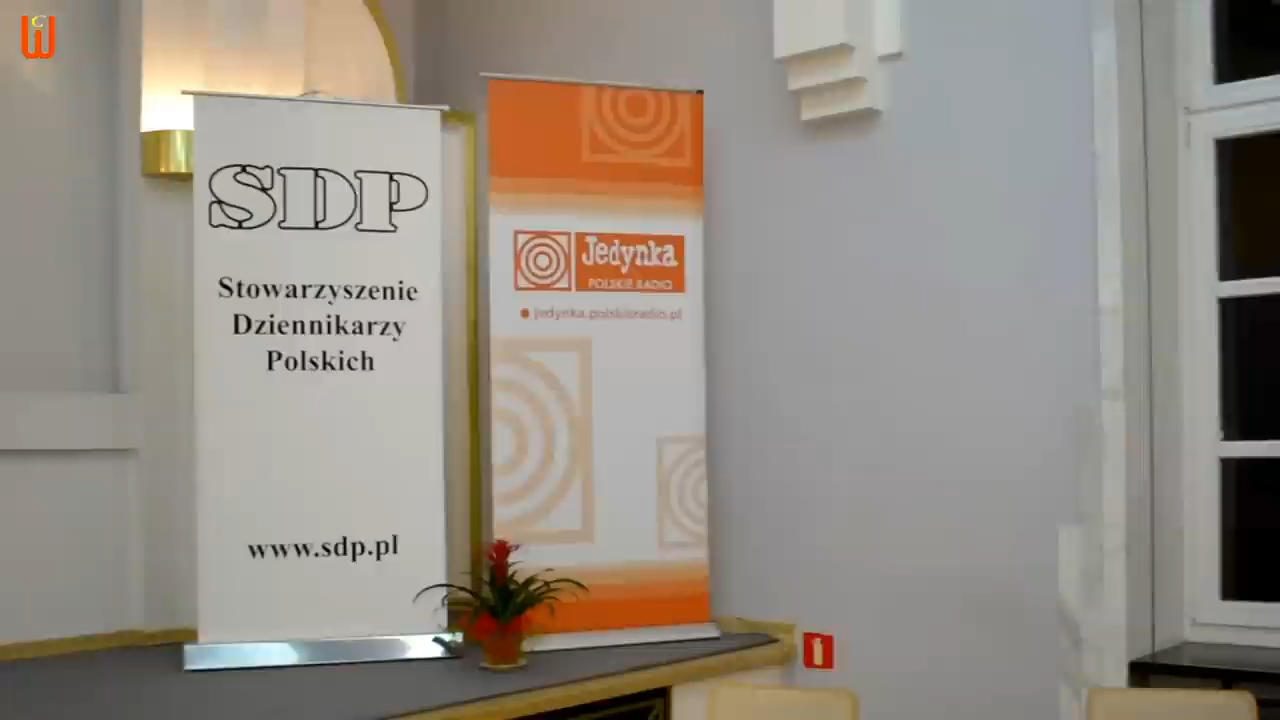 SDP
Stowarzyszenie
Dziennikarzy
Polskich
www.sdp.pl
Jedynka
POLSKIE RADIO
jedynka.polskieradio.pl